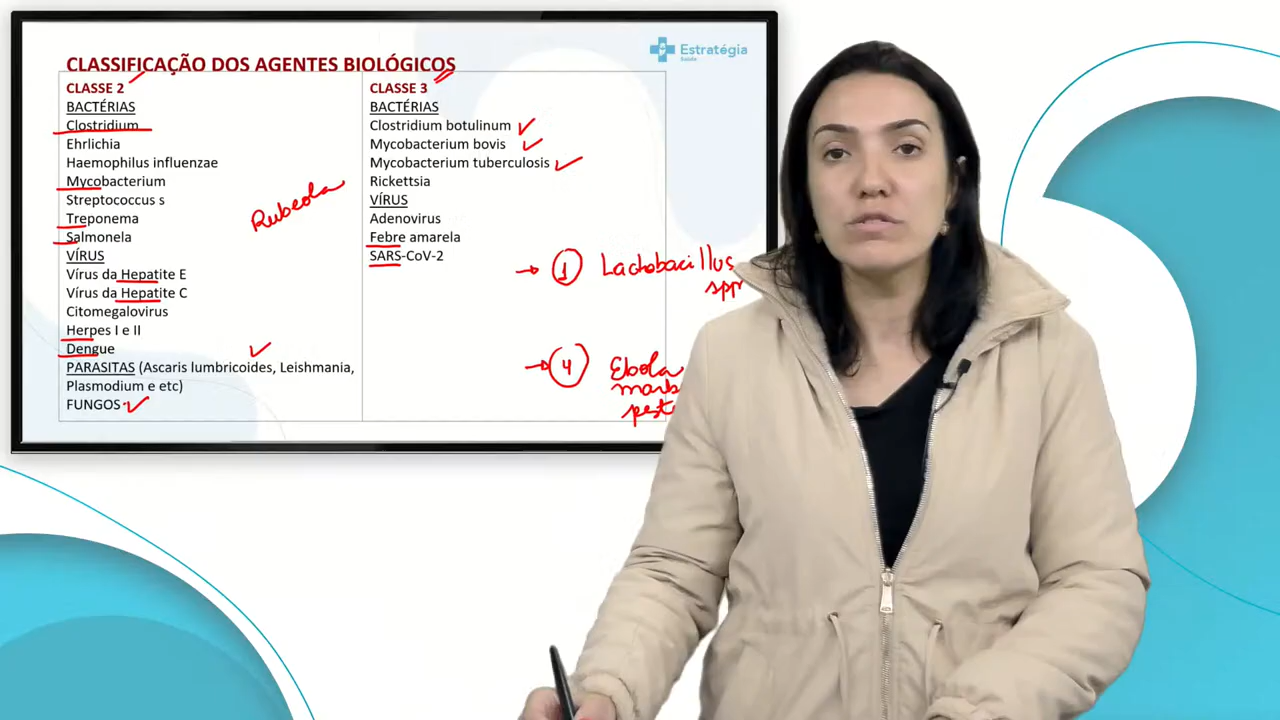 CLASSIFICAÇÃO DOS AGENTES BIOLÓGICOS
Estratégia
Saúde
CLASSE 2
BACTÉRIAS
Clostridium
Ehrlichia
Haemophilus influenzae
Mycobacterium
Streptococcus s
Treponema
Salmonela
VÍRUS
Vírus da Hepatite E
Vírus da Hepatite C
Citomegalovirus
Herpes I e II
Dengue
PARASITAS (Ascaris lumbricoides, Leishmania,
Plasmodium e etc)
FUNGOS
Rubeola
CLASSE 3
BACTÉRIAS
Clostridium botulinum
Mycobacterium bovis
Mycobacterium tuberculosis
Rickettsia
VÍRUS
Adenovirus
Febre amarela
SARS-CoV-2
1 Lactobacillus
spp
4 Ebola